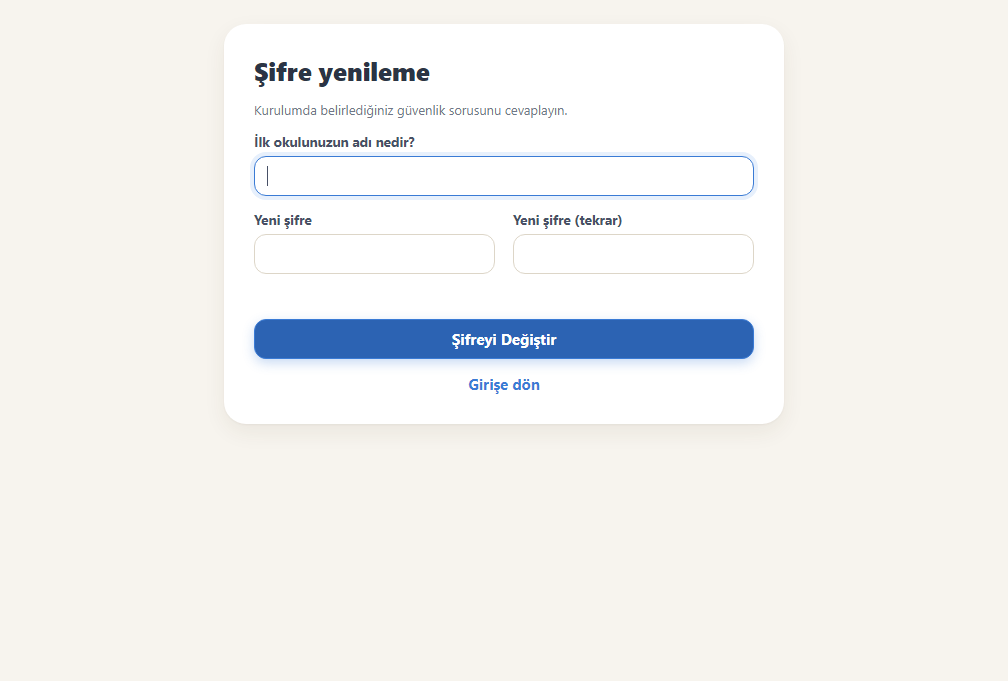 Şifre yenileme
Kurulumda belirlediğiniz güvenlik sorusunu cevaplayın.
İlk okulunuzun adı nedir?
Yeni şifre
Yeni şifre (tekrar)
Şifreyi Değiştir
Girişe dön